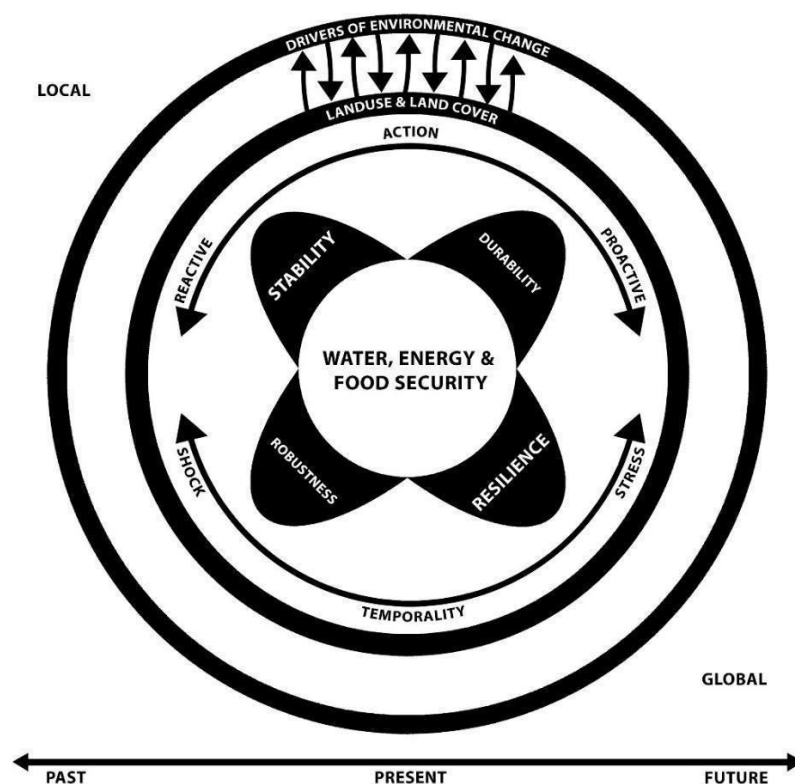 DRIVERS OF ENVIRONMENTAL CHANGE
LOCAL
LANDUSE & LAND COVER
ACTION
REACTIVE
PROACTIVE
STABILITY
DURABILITY
WATER, ENERGY &
FOOD SECURITY
ROBUSTNESS
RESILIENCE
SHOCK
STRESS
TEMPORALITY
GLOBAL
PAST
PRESENT
FUTURE